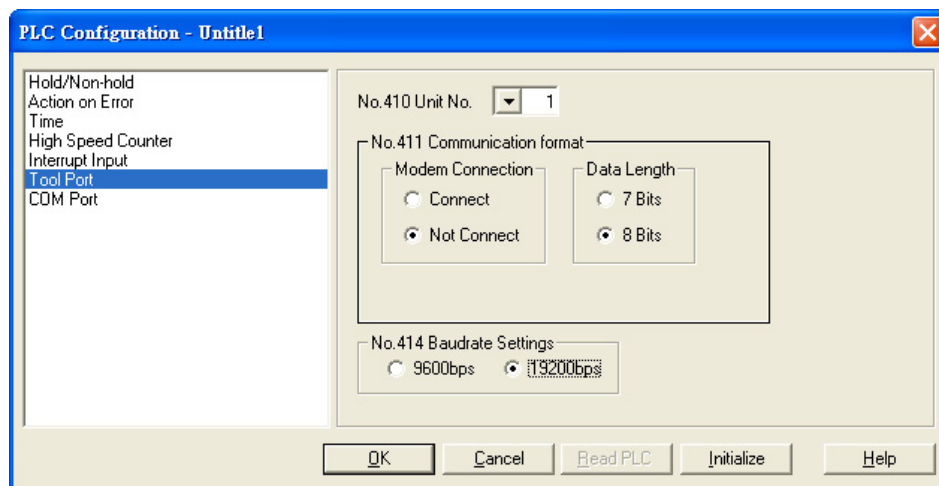 PLC Configuration - Untitle1
Hold/Non-hold
Action on Error
Time
High Speed Counter
Interrupt Input
Tool Port
COM Port
No.410 Unit No. 1
No.411 Communication format
Modem Connection
Connect
Not Connect
Data Length
7 Bits
8 Bits
No.414 Baudrate Settings
9600bps 19200bps
OK Cancel Read PLC Initialize Help